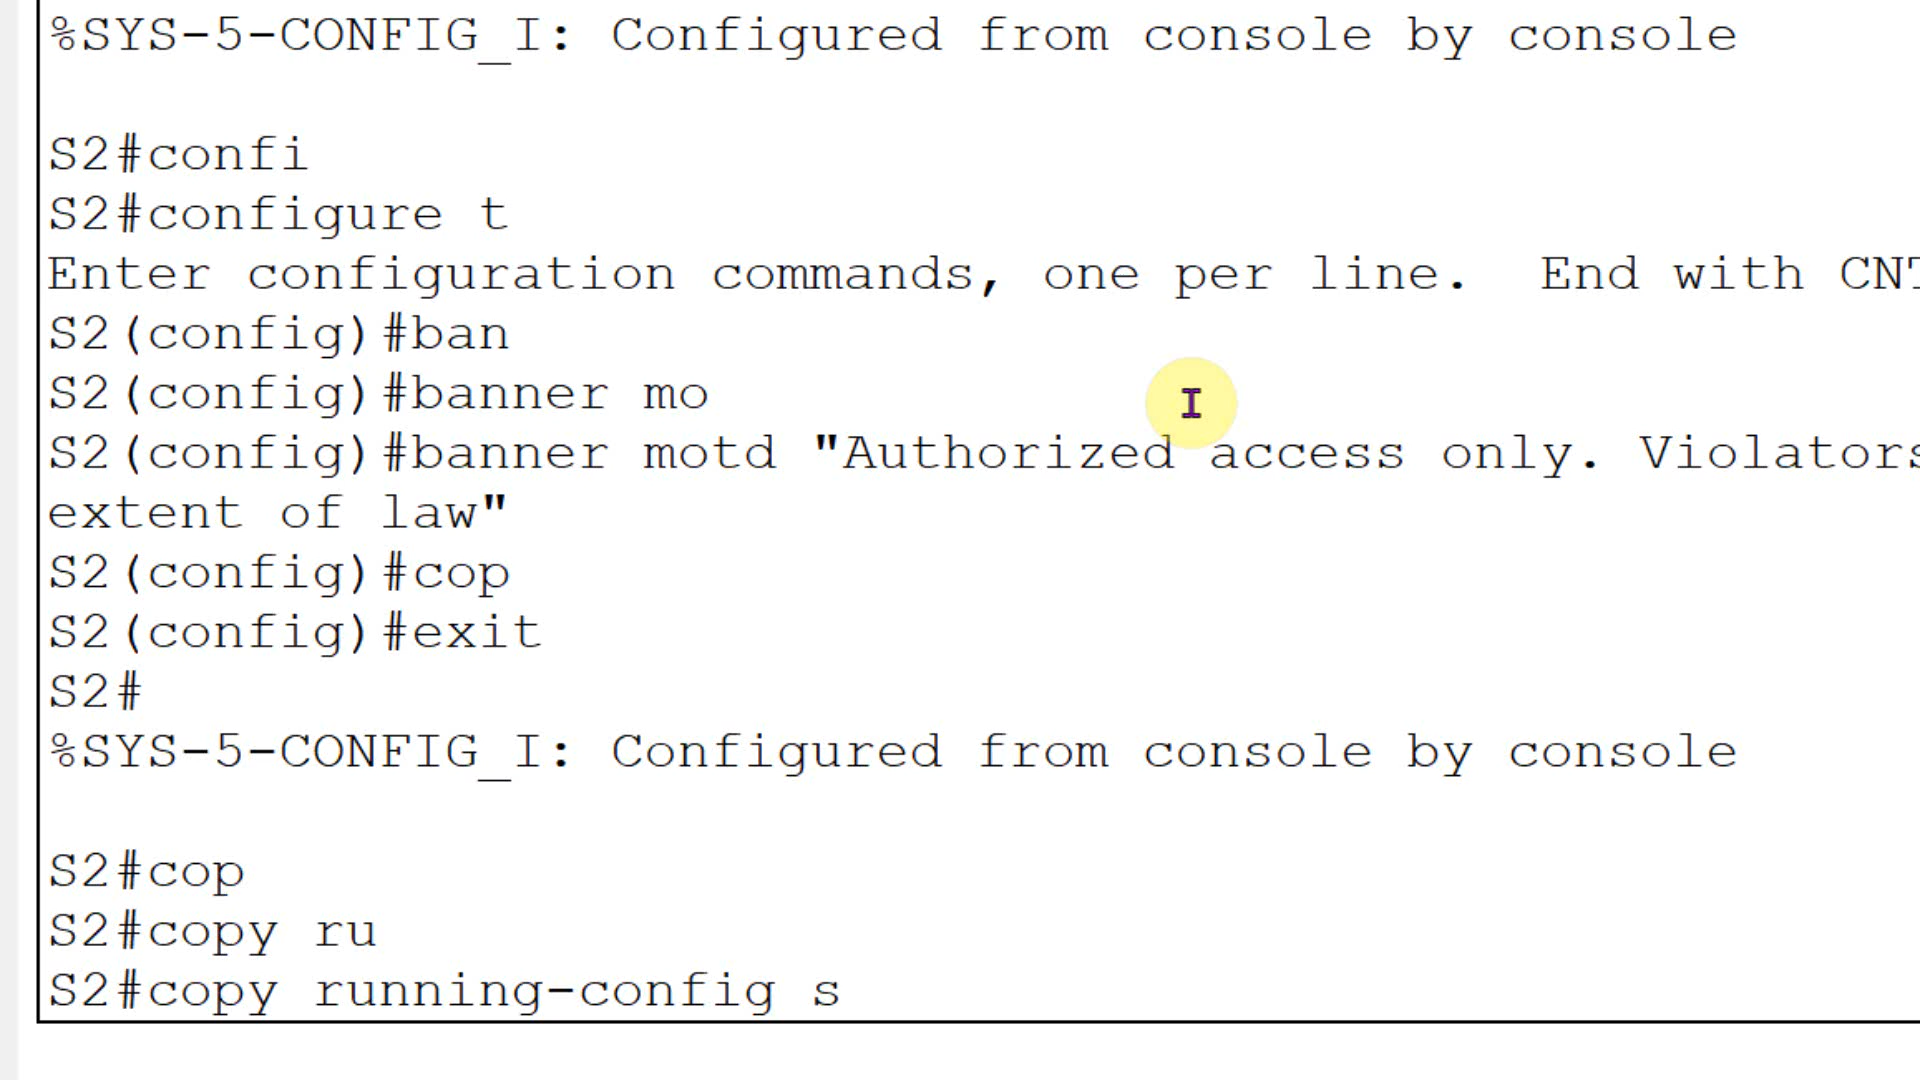 %SYS-5-CONFIG_I: Configured from console by console
S2#confi
S2#configure t
Enter configuration commands, one per line.  End with
S2(config)#ban
S2(config)#banner mo
S2(config)#banner motd "Authorized access only. Violators
extent of law"
S2(config)#cop
S2(config)#exit
S2#
%SYS-5-CONFIG_I: Configured from console by console
S2#cop
S2#copy ru
S2#copy running-config s